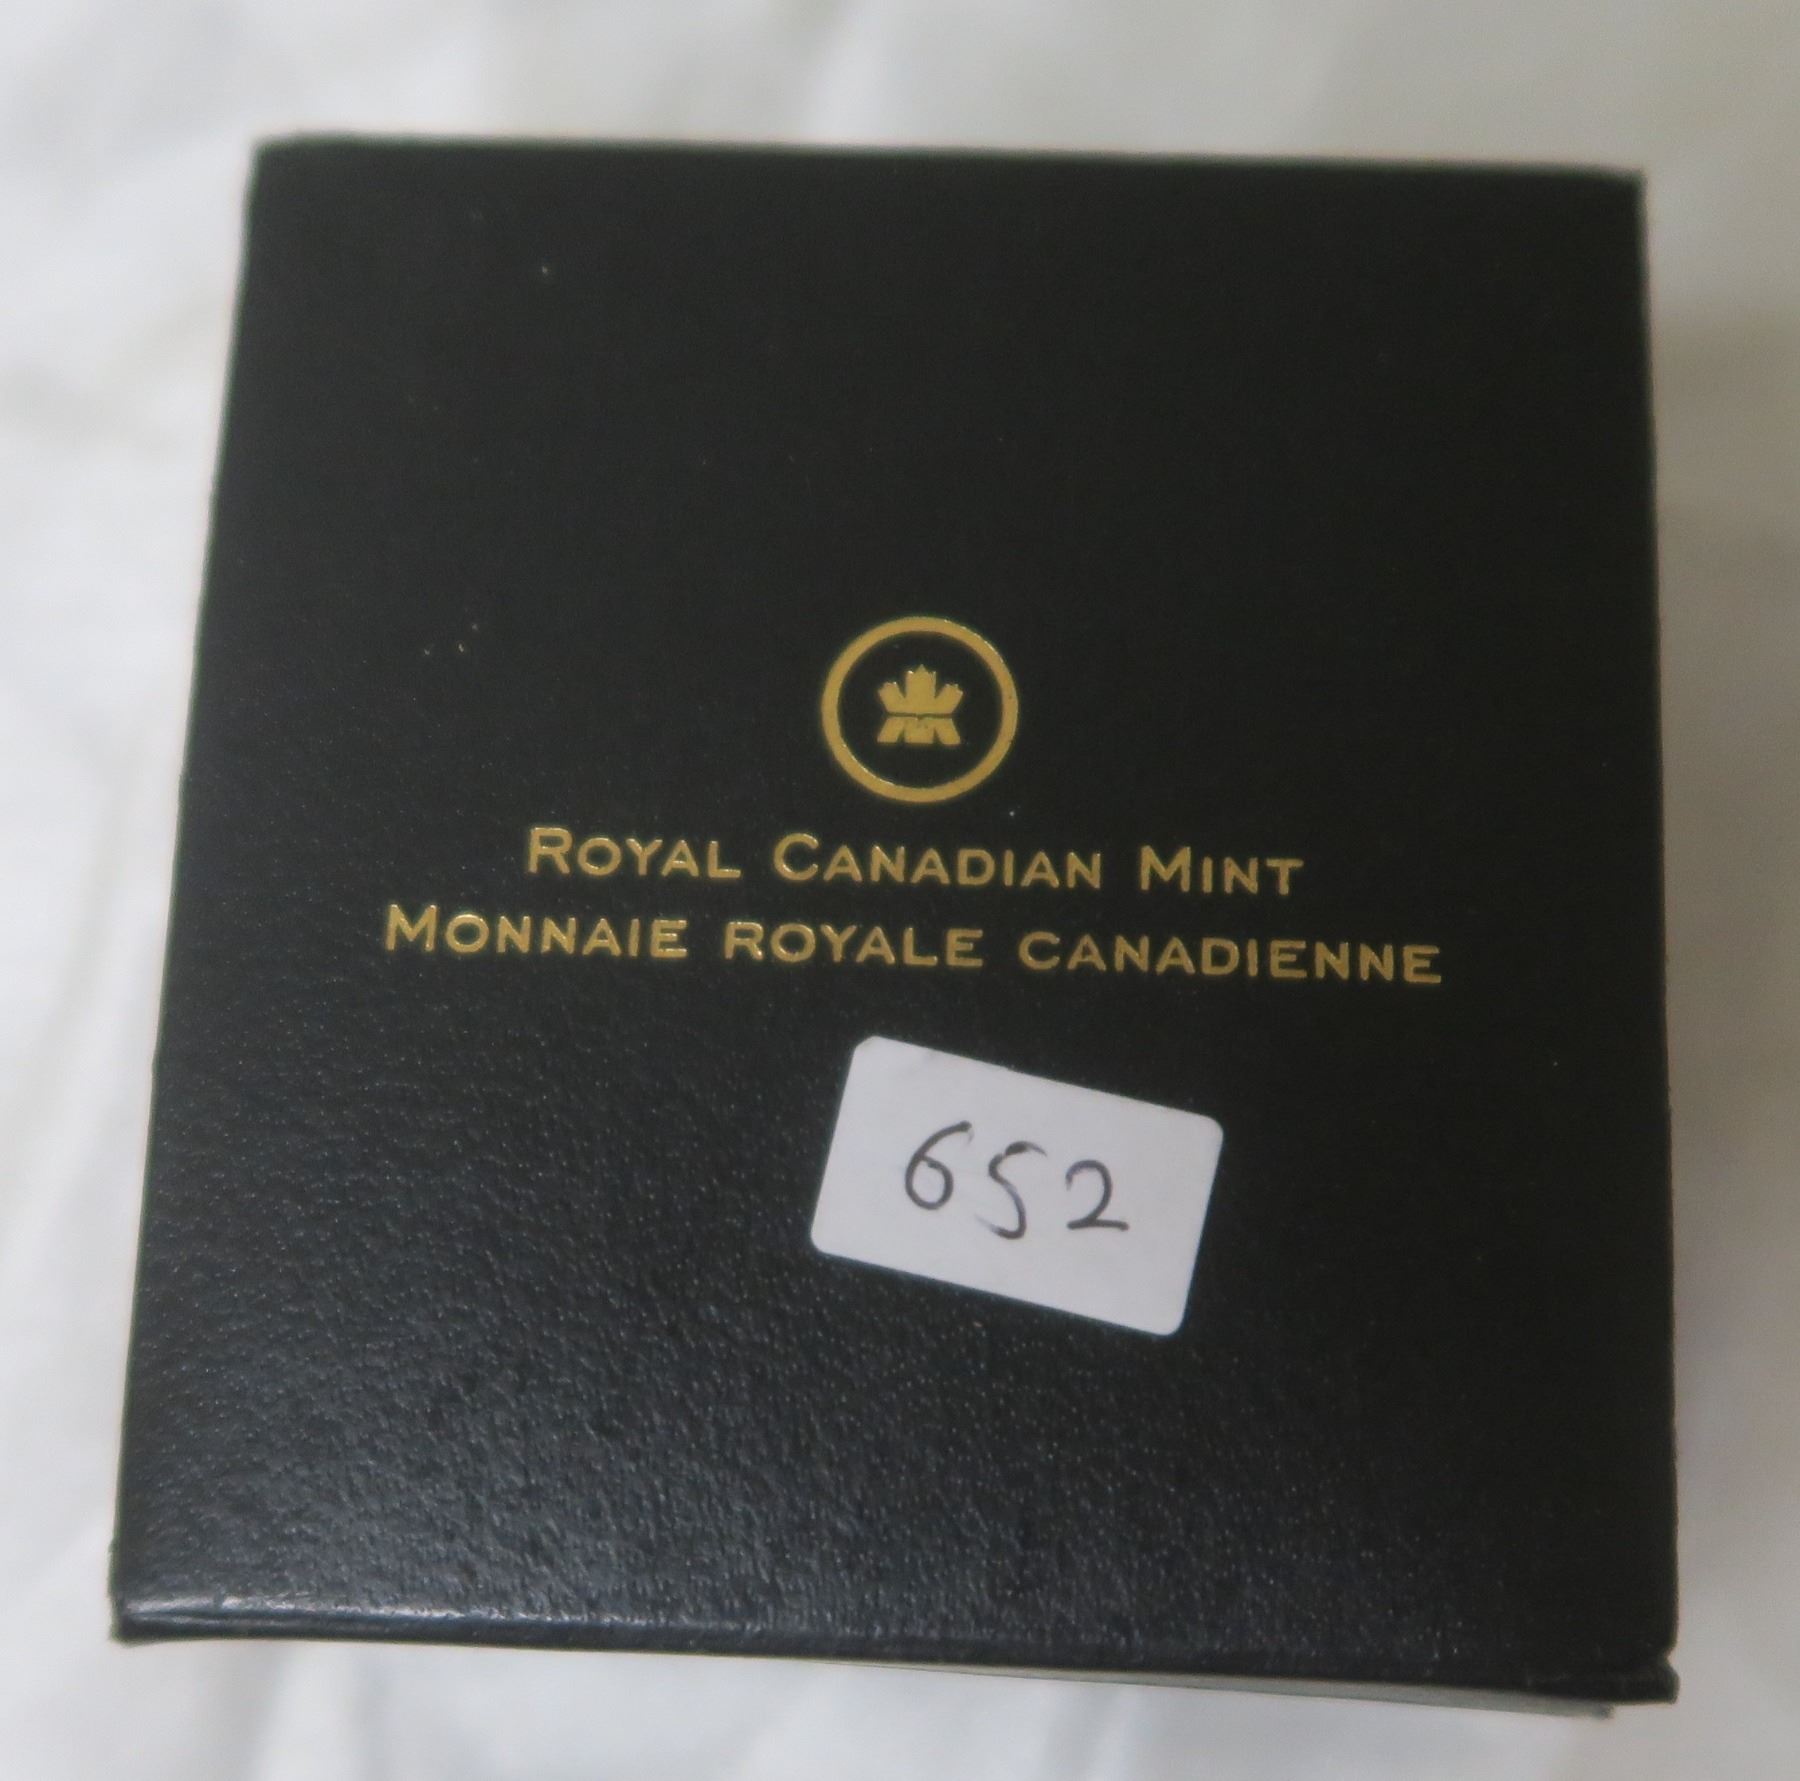 ROYAL CANADIAN MINT
MONNAIE ROYALE CANADIENNE
652